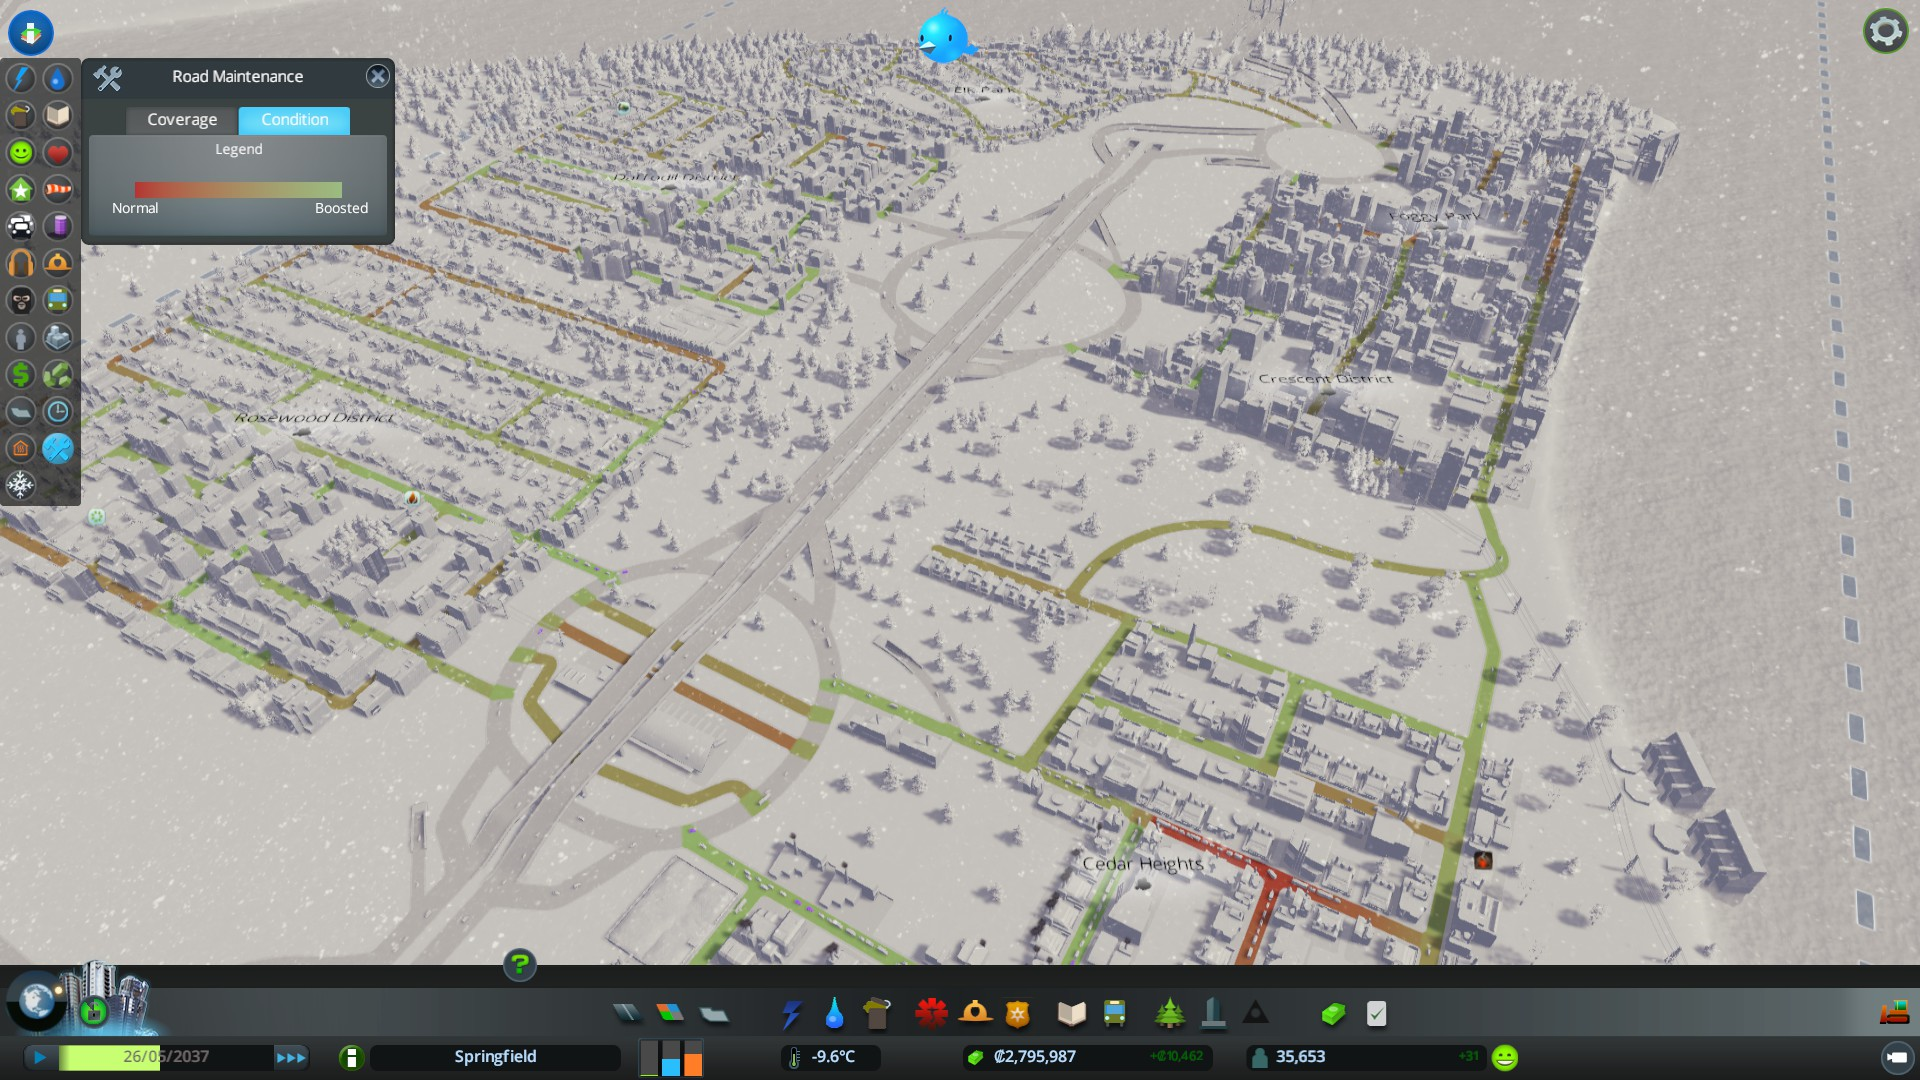 Road Maintenance
Coverage
Condition
Legend
Normal
Boosted
Elk Park
Daffodil District
Foggy Park
Crescent District
Rosewood District
Cedar Heights
?
26/05/2037
Springfield
-9.6°C
₡2,795,987
+₡10,462
35,653
+31